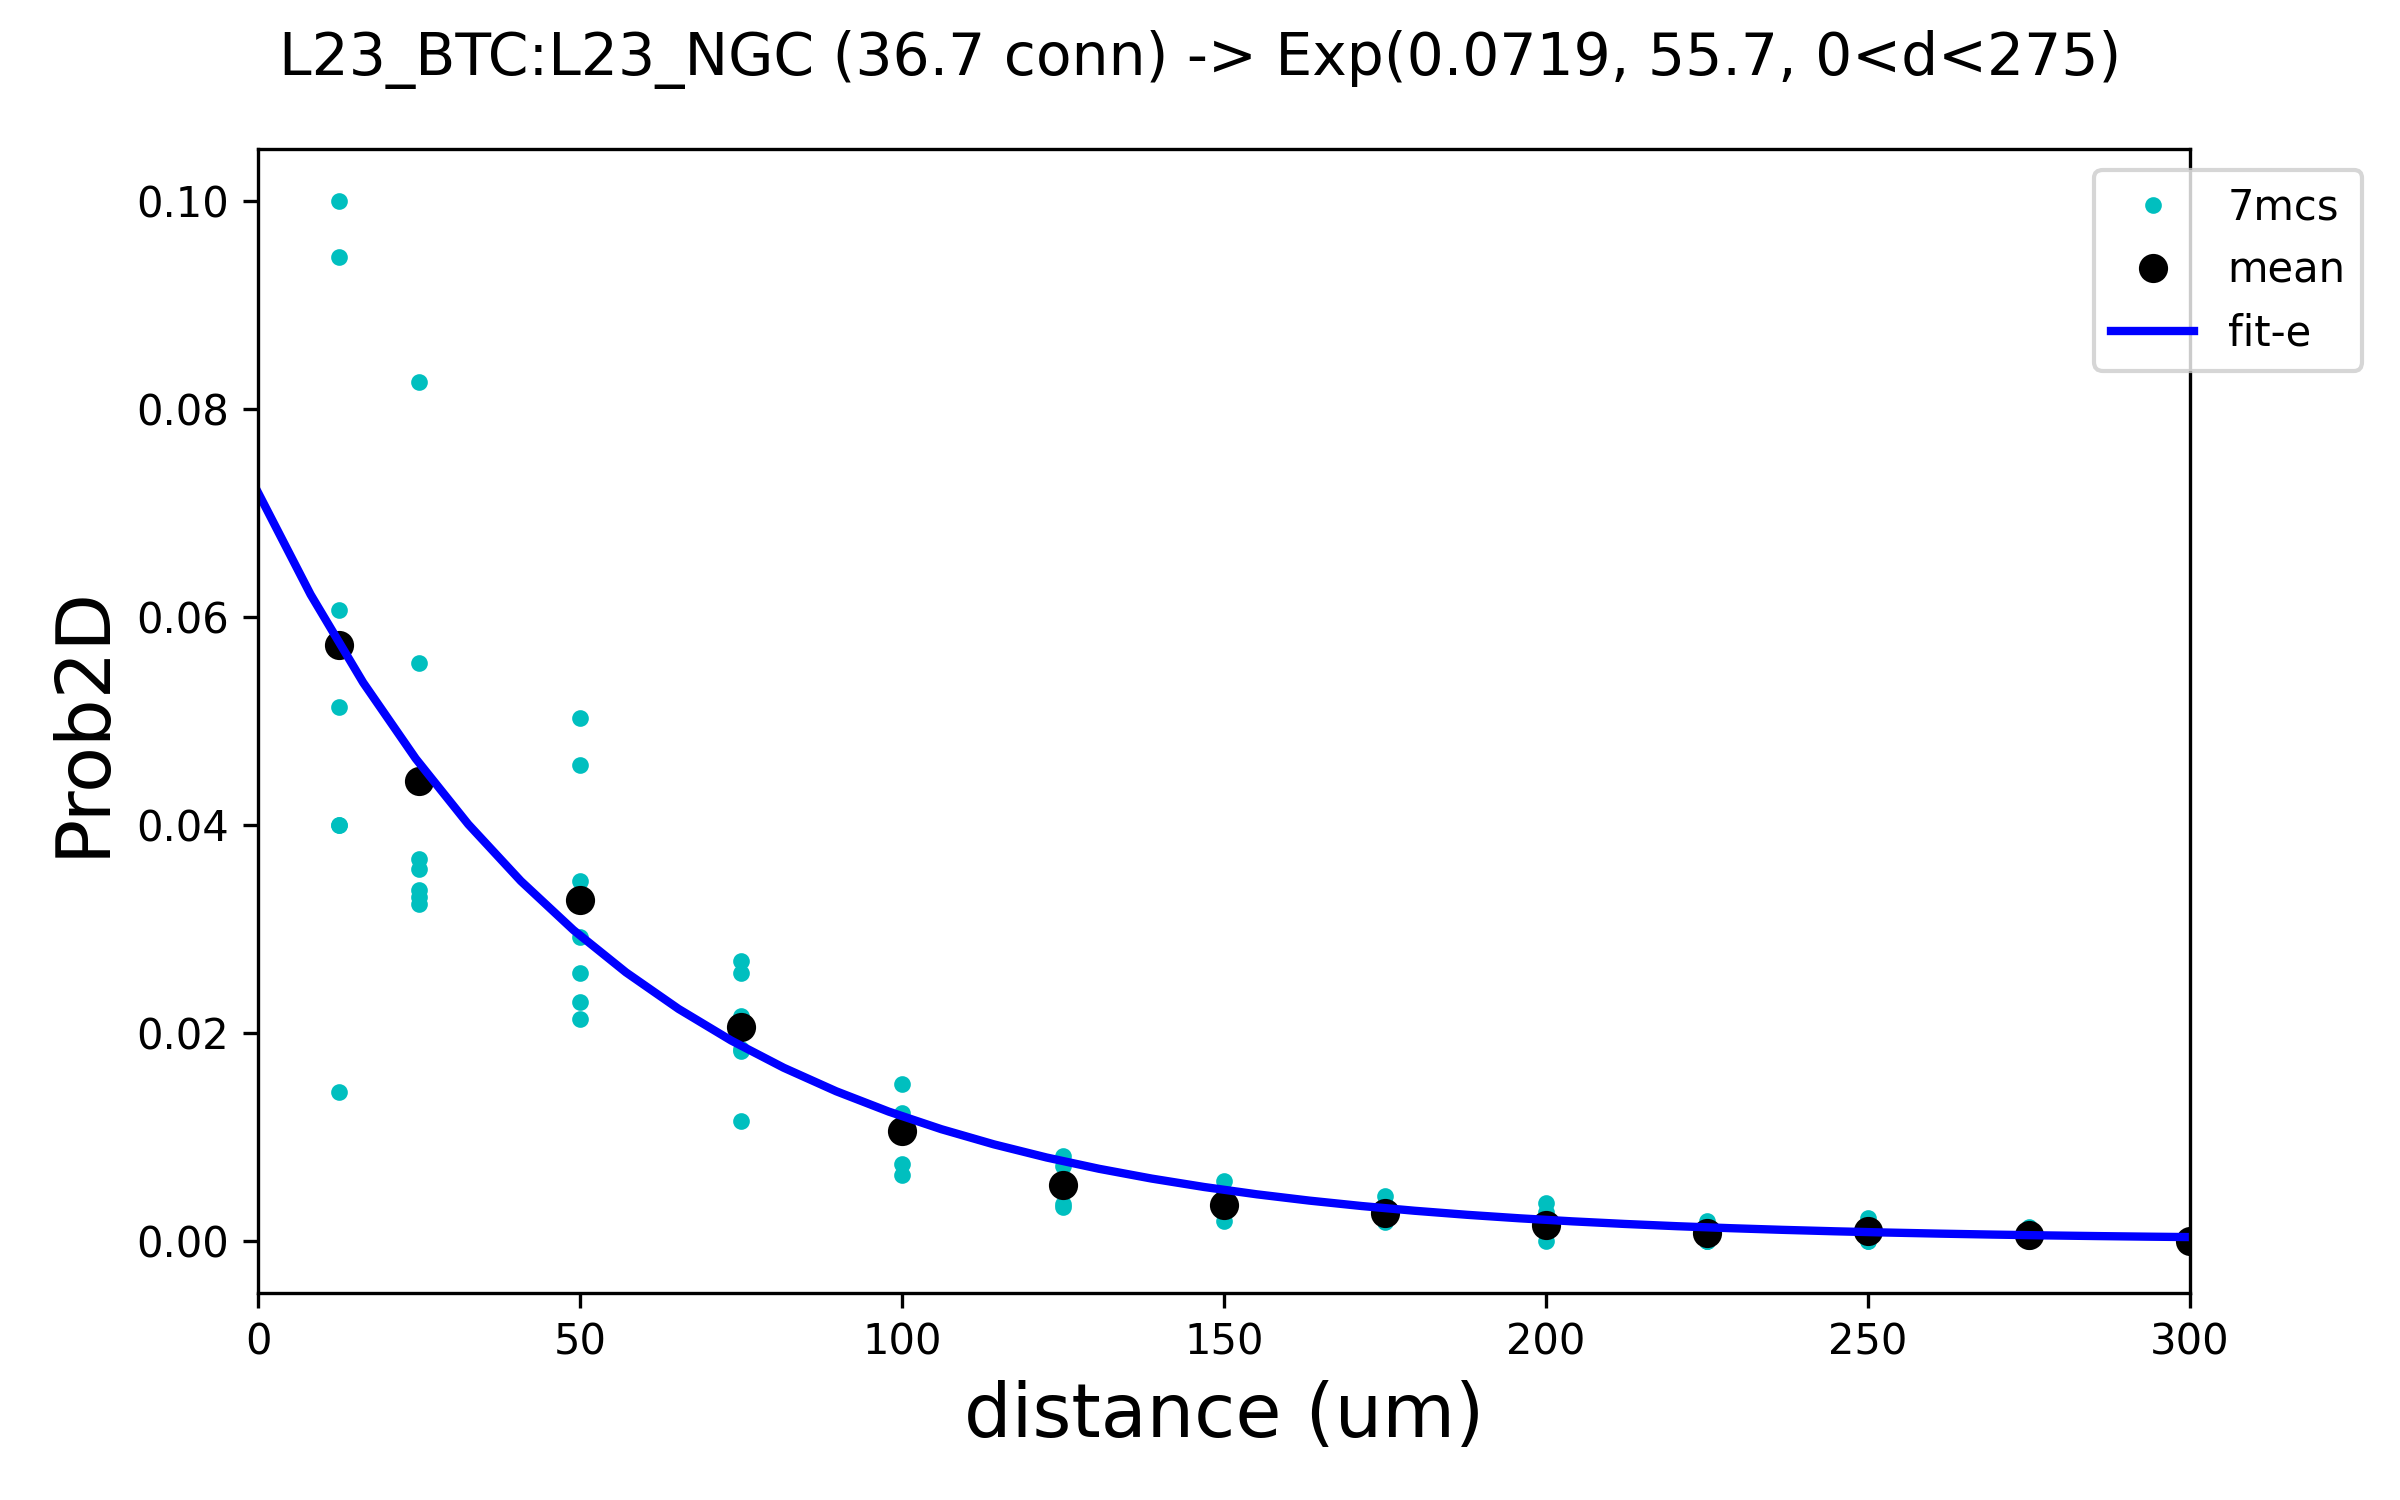 L23_BTC:L23_NGC (36.7 conn) -> Exp(0.0719, 55.7, 0<d<275)
7mcs
mean
fit-e
Prob2D
0.10
0.08
0.06
0.04
0.02
0.00
0 50 100 150 200 250 300
distance (um)